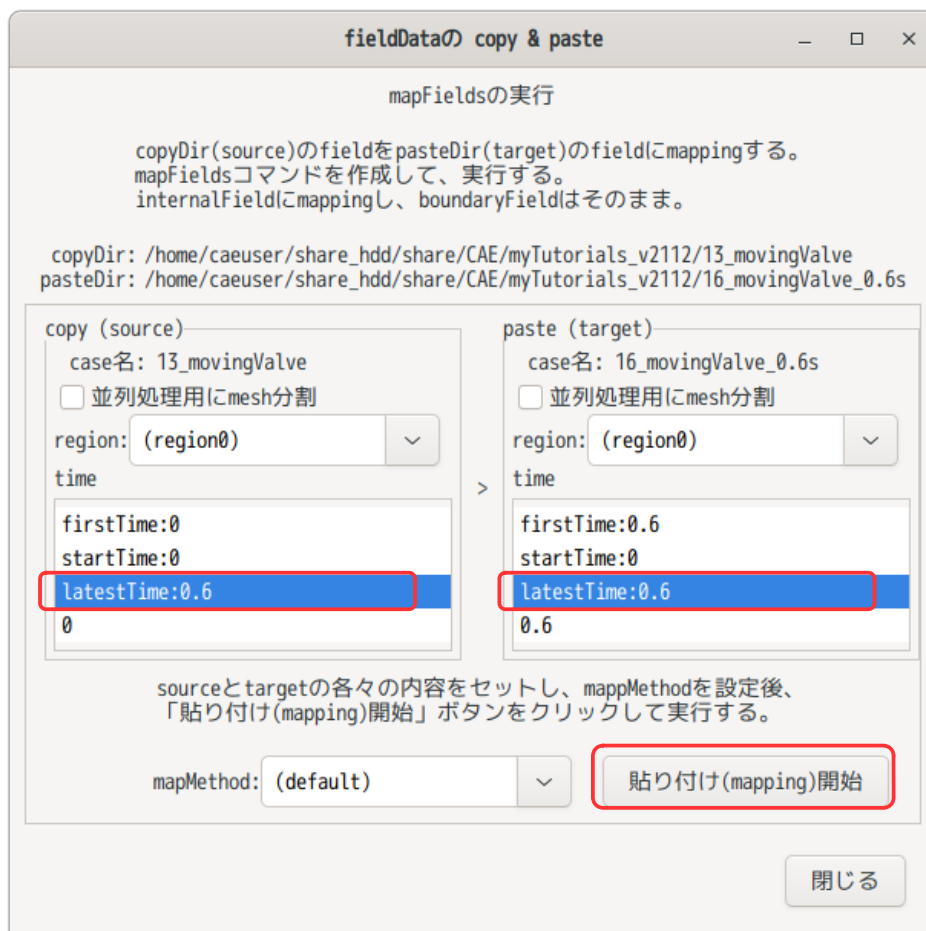 fieldDataの copy & paste
mapFieldsの実行
copyDir(source)のfieldをpasteDir(target)のfieldにmappingする。
mapFieldsコマンドを作成して、実行する。
internalFieldにmappingし、boundaryFieldはそのまま。
copyDir: /home/caeuser/share_hdd/share/CAE/myTutorials_v2112/13_movingValve
pasteDir: /home/caeuser/share_hdd/share/CAE/myTutorials_v2112/16_movingValve_0.6s
copy (source)
case名: 13_movingValve
並列処理用にmesh分割
region: (region0)
time
firstTime:0
startTime:0
latestTime:0.6
0
>
paste (target)
case名: 16_movingValve_0.6s
並列処理用にmesh分割
region: (region0)
time
firstTime:0.6
startTime:0
latestTime:0.6
0.6
sourceとtargetの各々の内容をセットし、mappMethodを設定後、
「貼り付け(mapping)開始」ボタンをクリックして実行する。
mapMethod: (default)
貼り付け(mapping)開始
閉じる